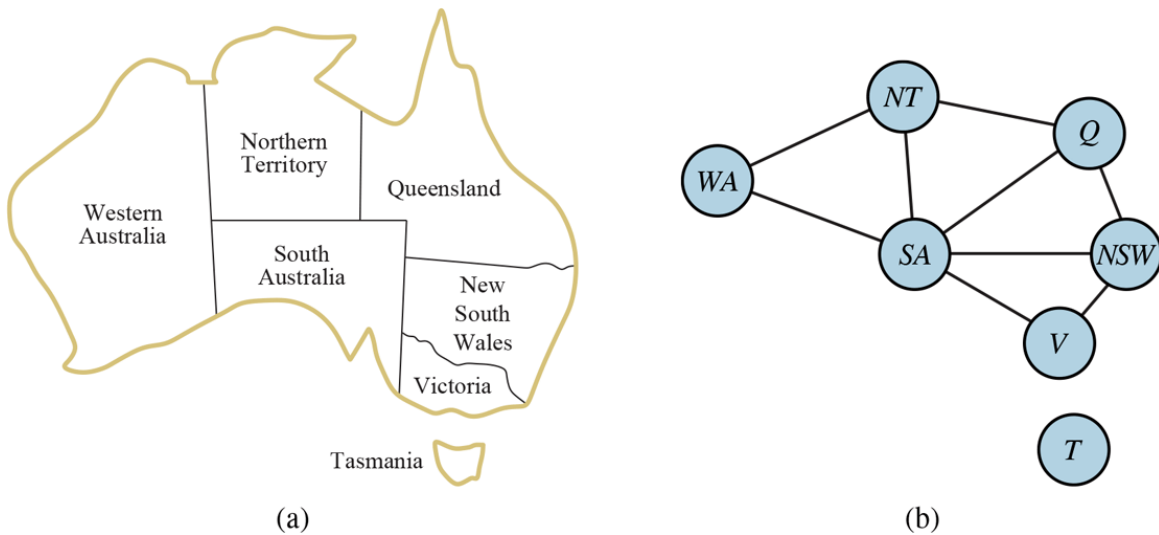 Northern
Territory
Western
Australia
Queensland
South
Australia
New
South
Wales
Victoria
Tasmania
(a)
NT
Q
WA
SA
NSW
V
T
(b)